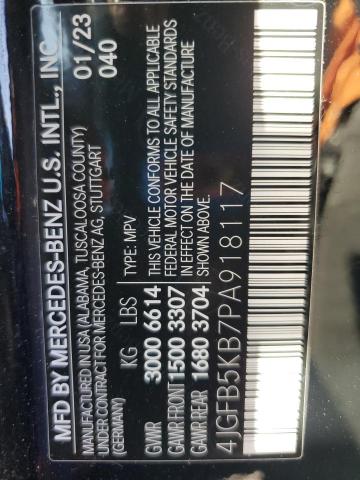 MFD BY MERCEDES-BENZ U.S. INTL., INC.
MANUFACTURED IN USA (ALABAMA, TUSCALOOSA COUNTY)
UNDER CONTRACT FOR MERCEDES-BENZ AG, STUTTGART
(GERMANY)
01/23
040
KG LBS TYPE: MPV
GVWR 3000 6614
GAWR FRONT 1500 3307
GAWR REAR 1680 3704
THIS VEHICLE CONFORMS TO ALL APPLICABLE
FEDERAL MOTOR VEHICLE SAFETY STANDARDS
IN EFFECT ON THE DATE OF MANUFACTURE
SHOWN ABOVE.
4JGFB5KB7PA918117